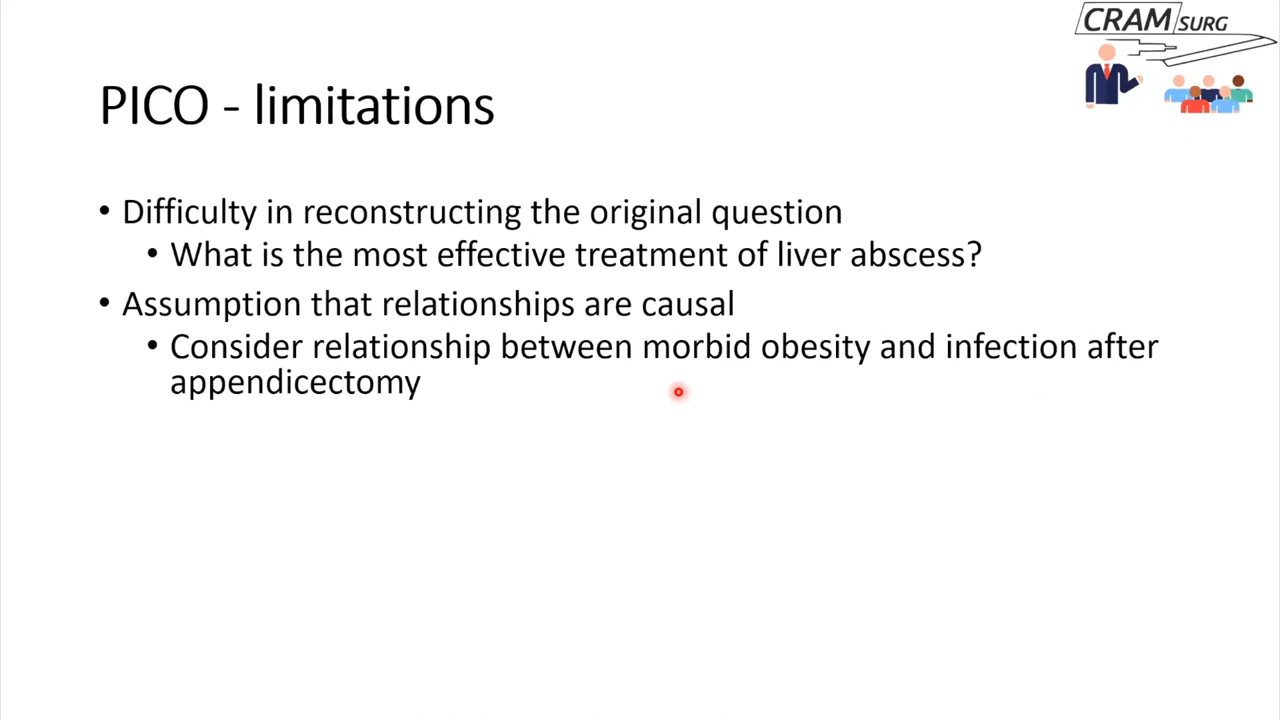 CRAM SURG
PICO - limitations
• Difficulty in reconstructing the original question
• What is the most effective treatment of liver abscess?
• Assumption that relationships are causal
• Consider relationship between morbid obesity and infection after
appendicectomy